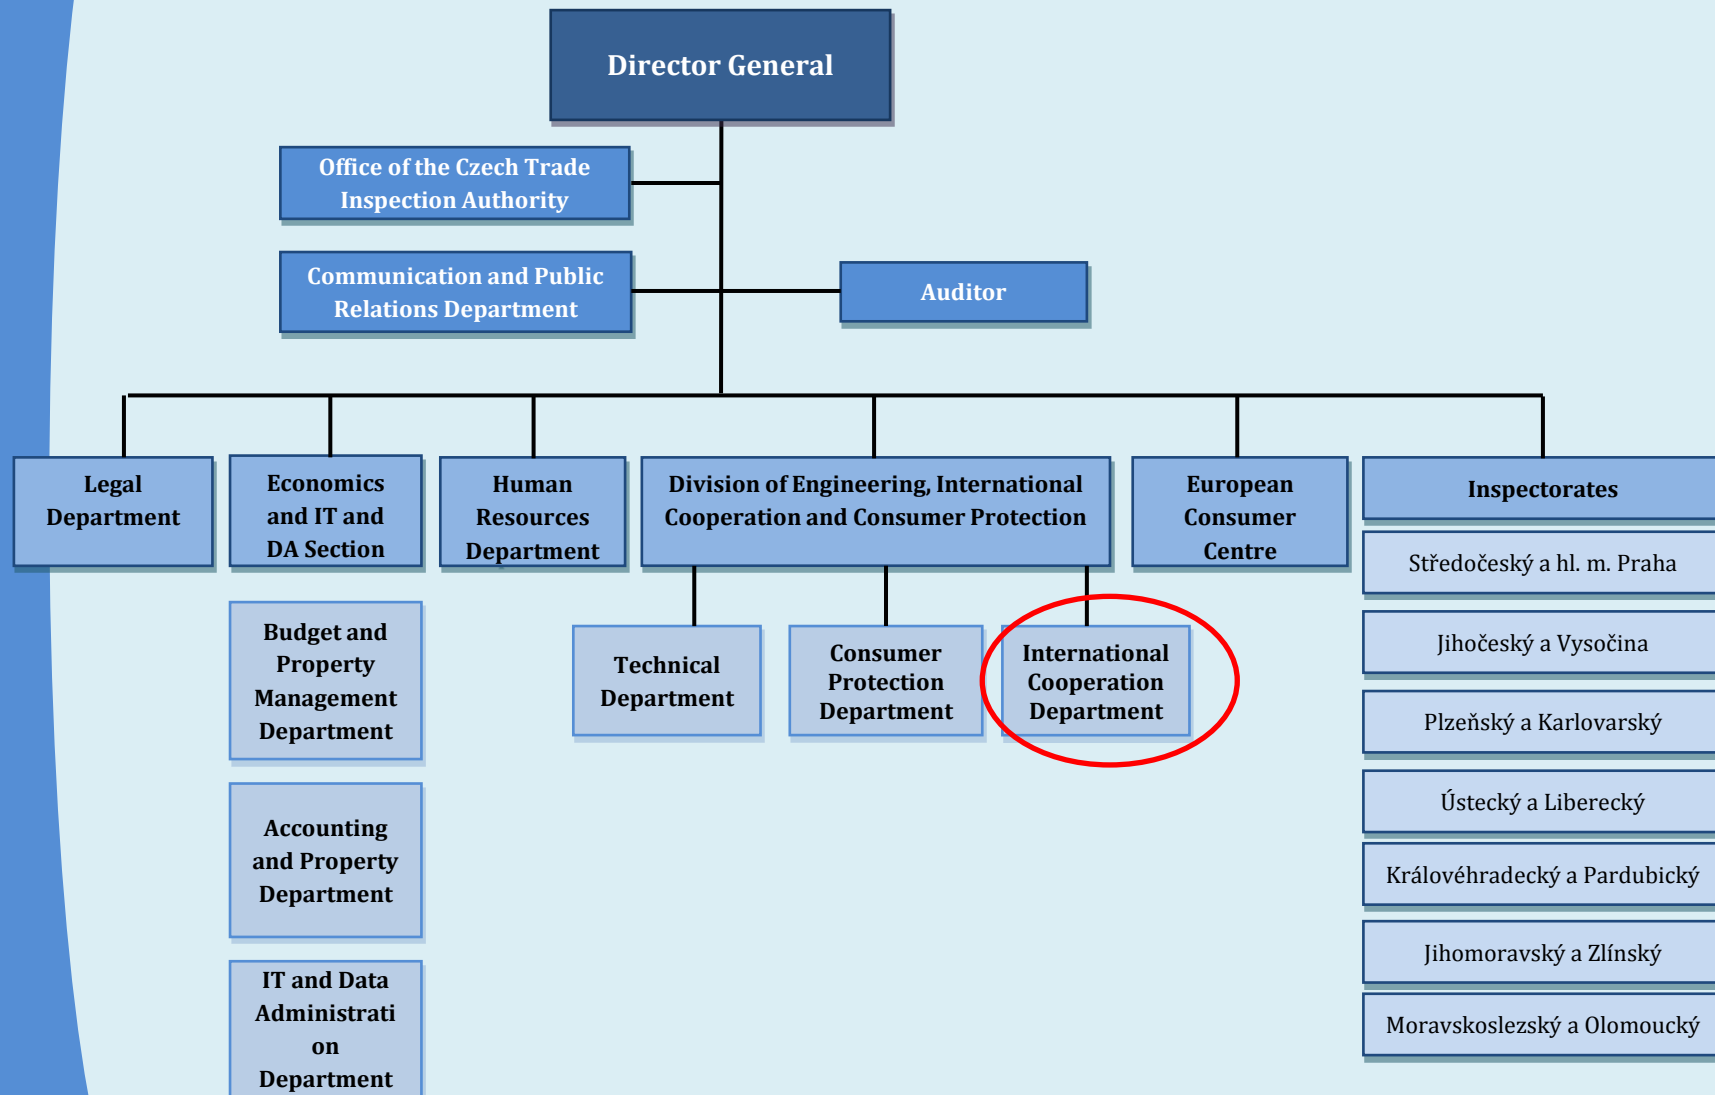 Director General
Office of the Czech Trade
Inspection Authority
Communication and Public
Relations Department
Auditor
Legal
Department
Economics
and IT and
DA Section
Human
Resources
Department
Division of Engineering, International
Cooperation and Consumer Protection
European
Consumer
Centre
Inspectorates
Budget and
Property
Management
Department
Accounting
and Property
Department
IT and Data
Administrati
on
Department
Technical
Department
Consumer
Protection
Department
International
Cooperation
Department
Středočeský a hl. m. Praha
Jihočeský a Vysočina
Plzeňský a Karlovarský
Ústecký a Liberecký
Královéhradecký a Pardubický
Jihomoravský a Zlínský
Moravskoslezský a Olomoucký